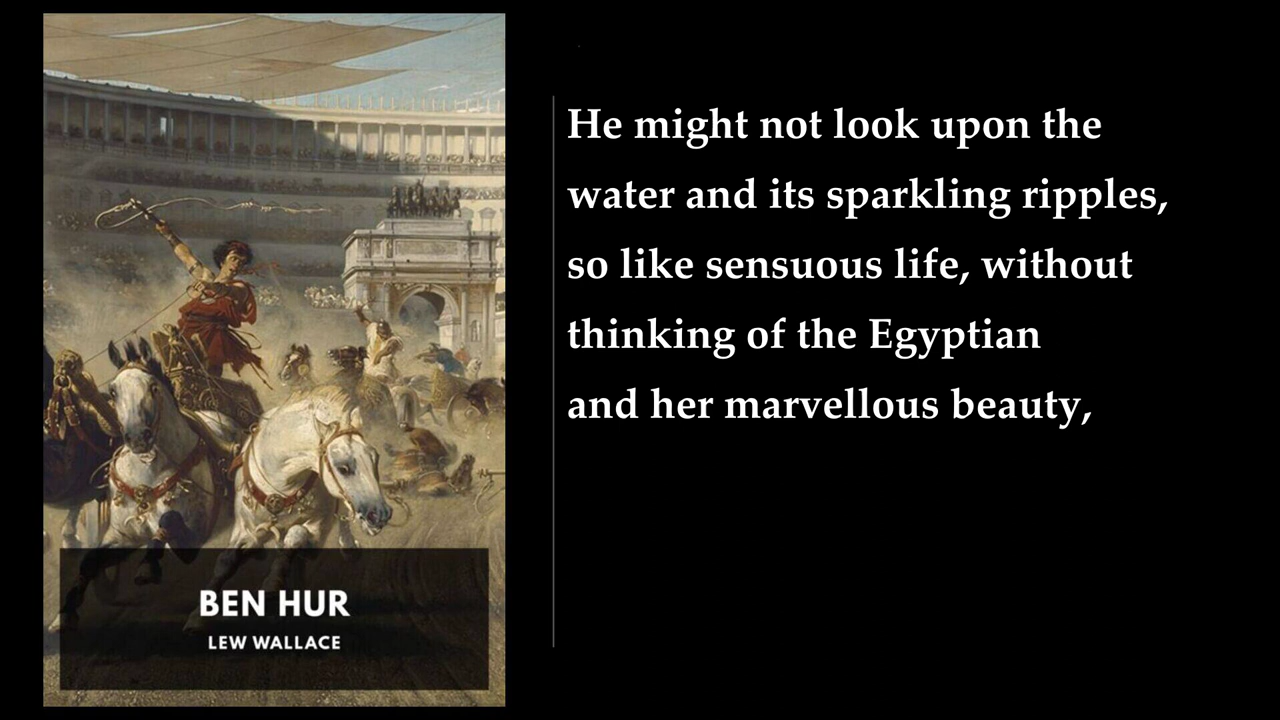 BEN HUR
LEW WALLACE
He might not look upon the
water and its sparkling ripples,
so like sensuous life, without
thinking of the Egyptian
and her marvellous beauty,